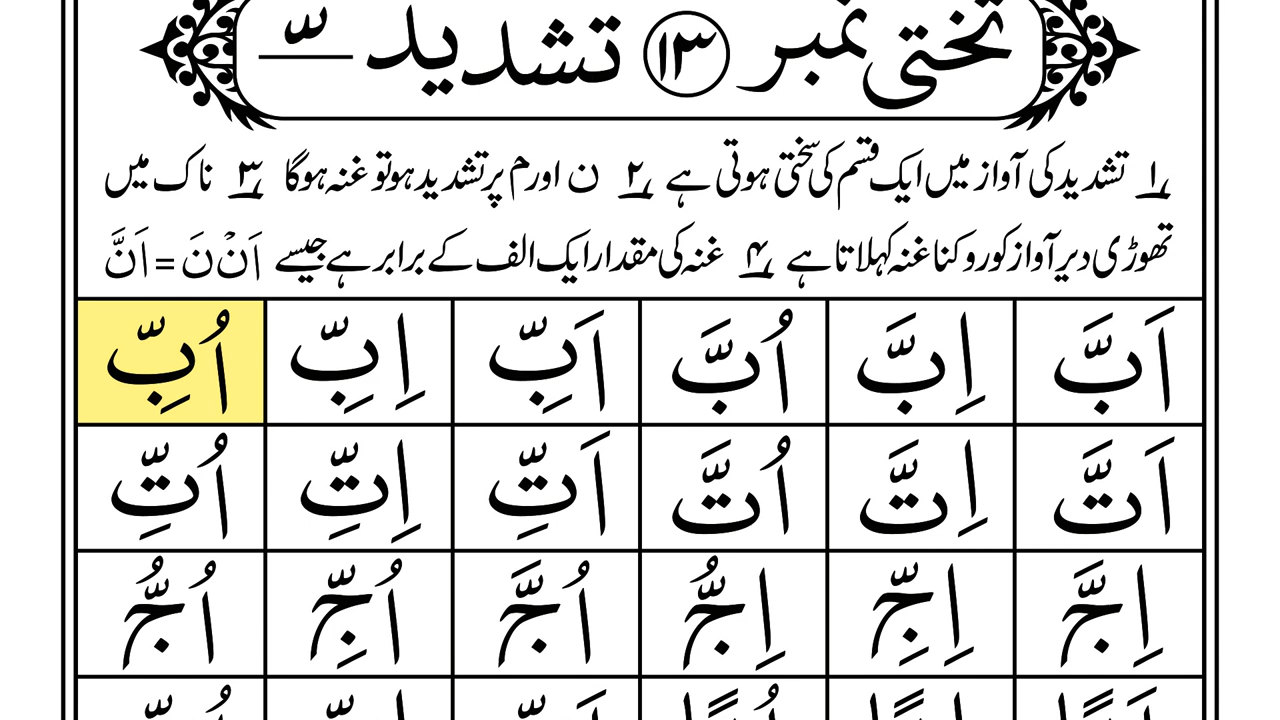 تختی نمبر ۱۳ تشدید ــّـ
۱؎ تشدید کی آواز میں ایک قسم کی سختی ہوتی ہے ۲؎ ن اور م پر تشدید ہو تو غنہ ہوگا ۳؎ ناک میں
تھوڑی دیر آواز کو روکنا غنہ کہلاتا ہے ۴؎ غنہ کی مقدار ایک الف کے برابر ہے جیسے اَنْ نَ = اَنَّ
اَبَّ اِبَّ اُبَّ اَبِّ اِبِّ اُبِّ
اَتَّ اِتَّ اُتَّ اَتِّ اِتِّ اُتِّ
اِجَّ اِجِّ اِجُّ اُجَّ اُجِّ اُجُّ